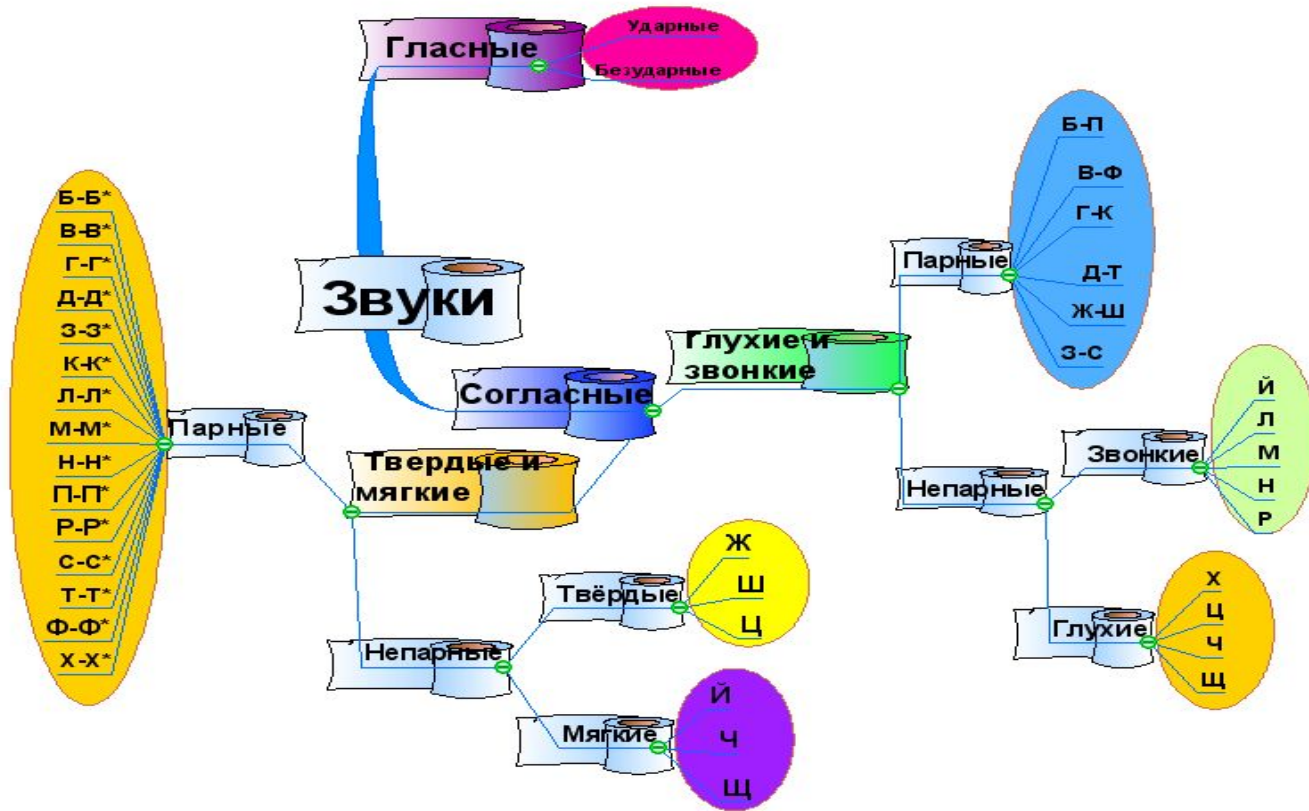 Гласные
Ударные
Безударные
Звуки
Согласные
Глухие и
звонкие
Парные
Б-П
В-Ф
Г-К
Д-Т
Ж-Ш
З-С
Непарные
Звонкие
Й
Л
М
Н
Р
Глухие
Х
Ц
Ч
Щ
Твердые и
мягкие
Парные
Б-Б*
В-В*
Г-Г*
Д-Д*
З-З*
К-К*
Л-Л*
М-М*
Н-Н*
П-П*
Р-Р*
С-С*
Т-Т*
Ф-Ф*
Х-Х*
Непарные
Твёрдые
Ж
Ш
Ц
Мягкие
Й
Ч
Щ